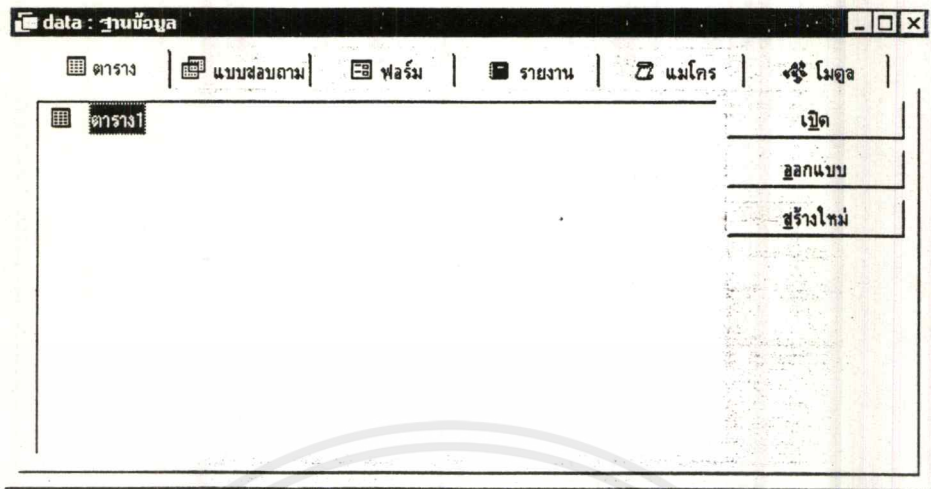 data : ฐานข้อมูล
ตาราง แบบสอบถาม ฟอร์ม รายงาน แมโคร โมดูล
ตาราง1
เปิด
ออกแบบ
สร้างใหม่